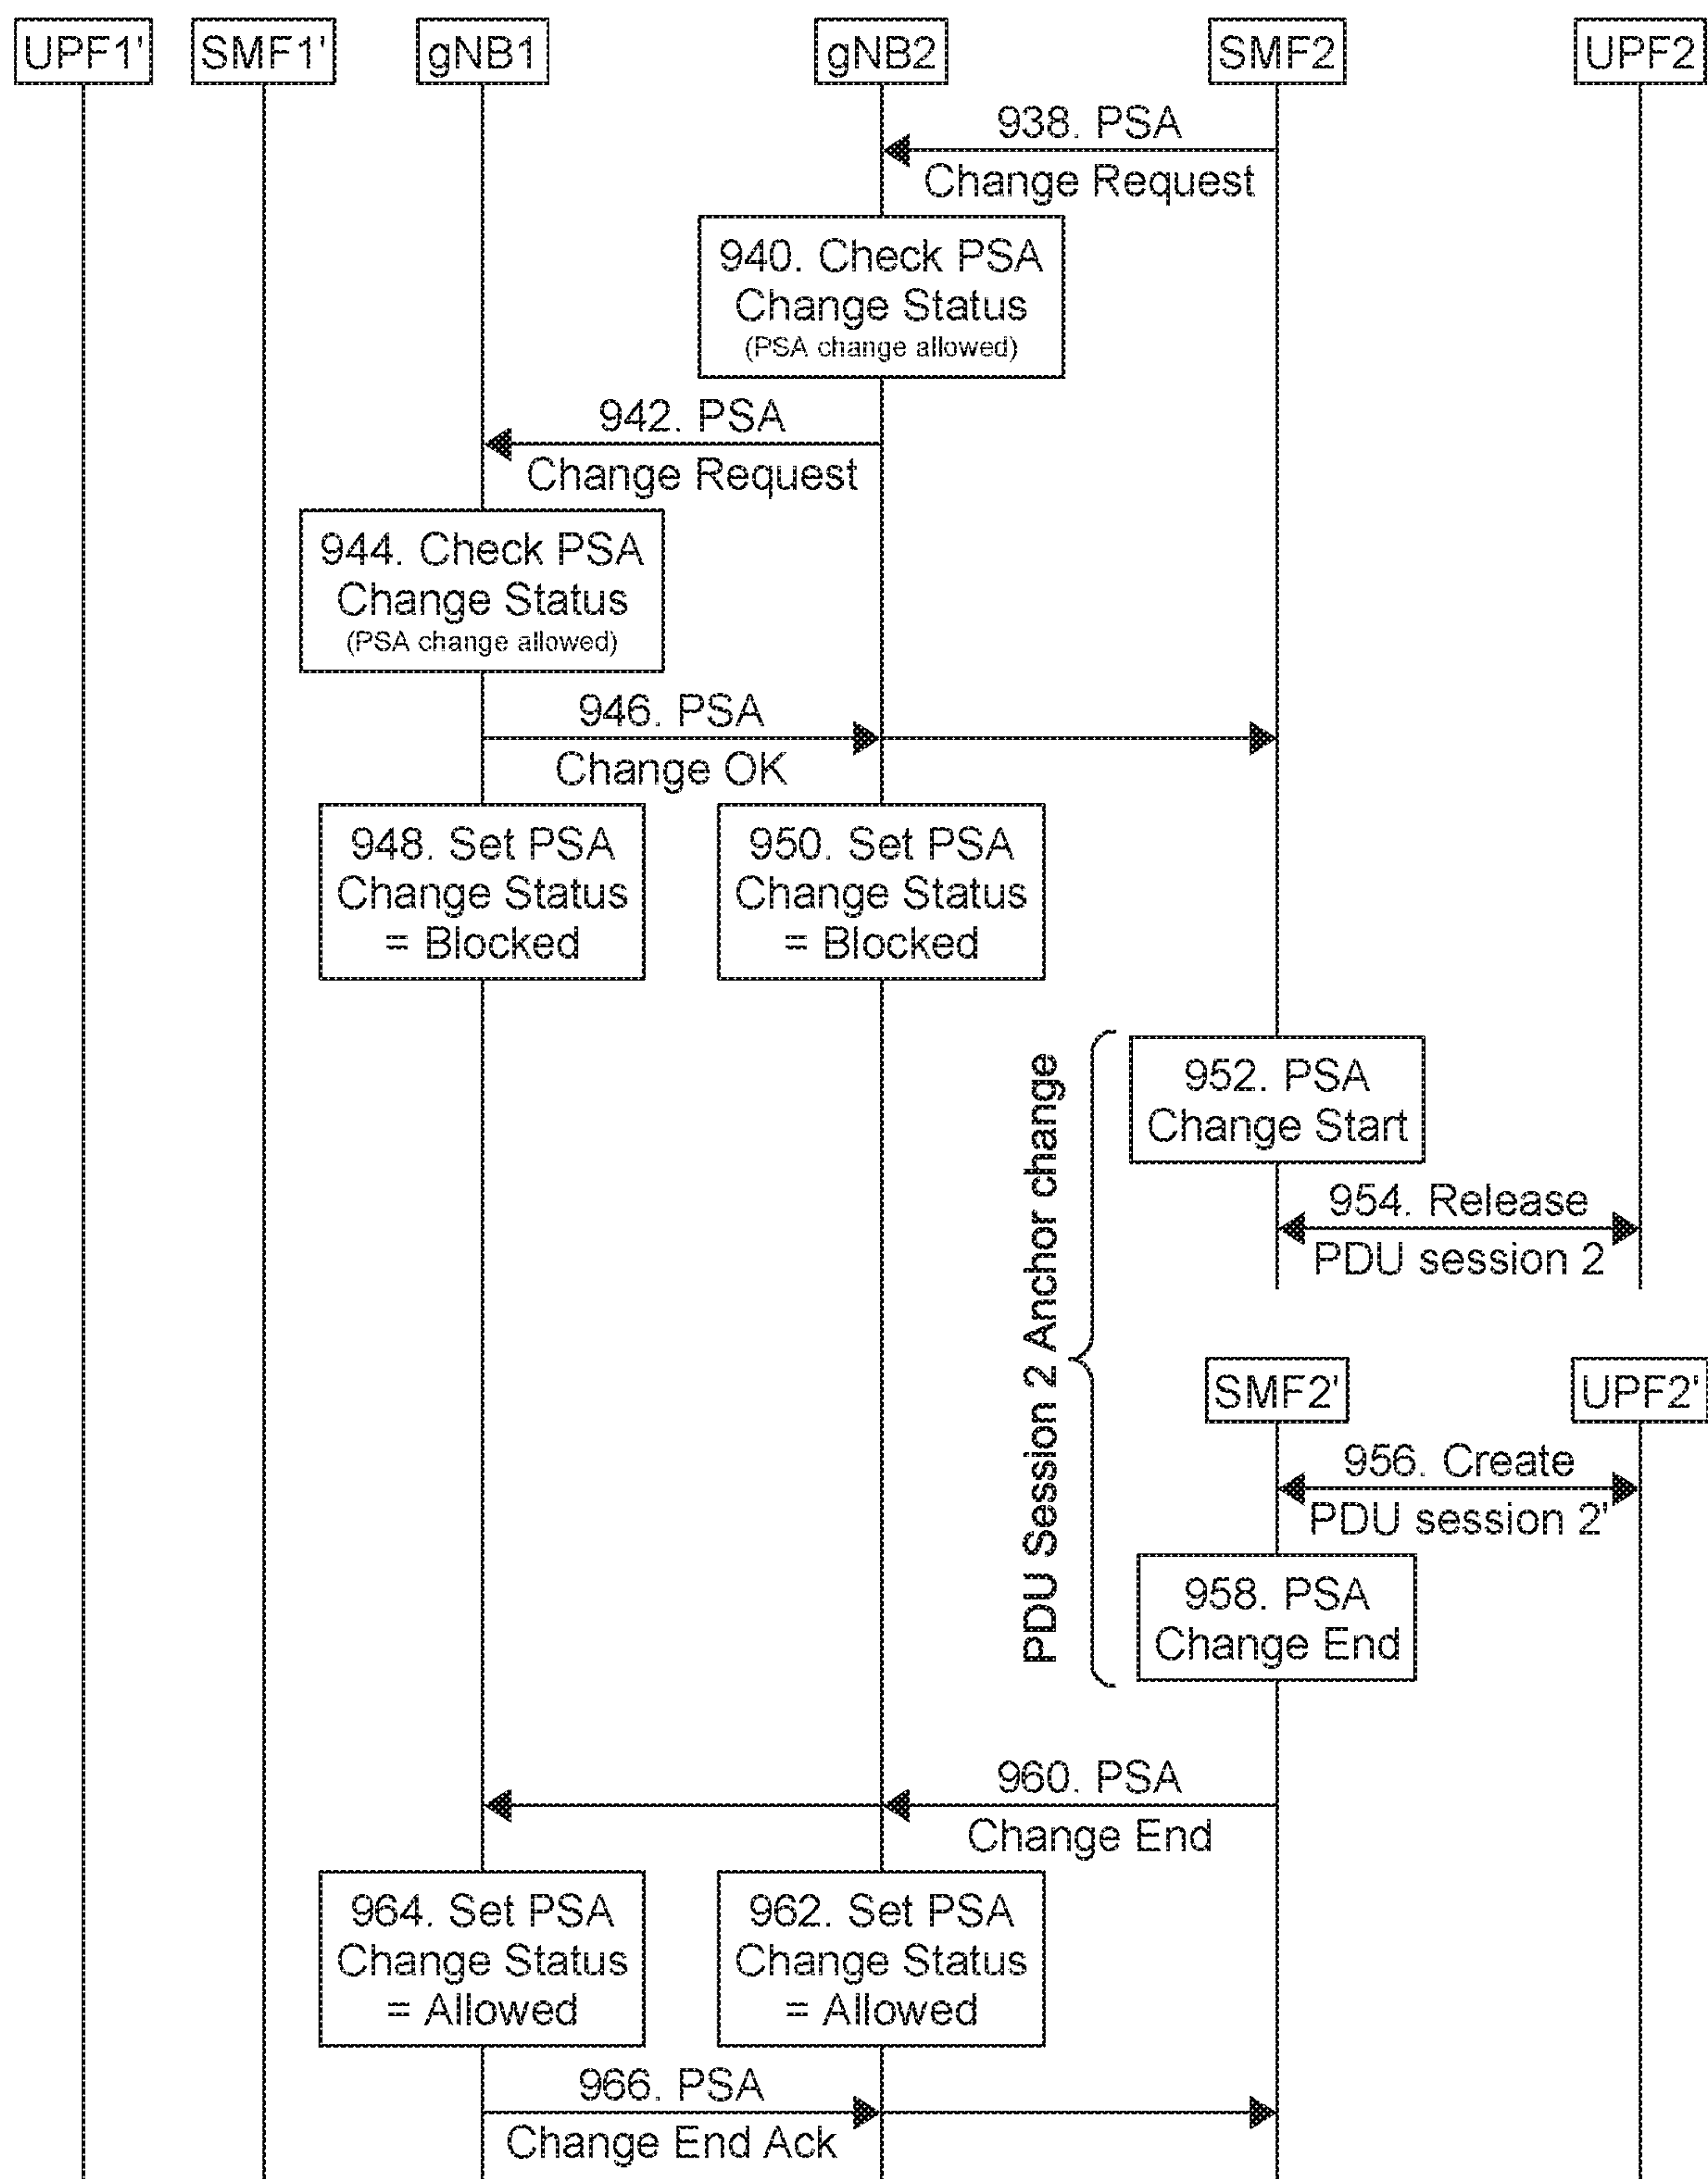 UPF1'
SMF1'
gNB1
gNB2
SMF2
UPF2
938. PSA
Change Request
940. Check PSA
Change Status
(PSA change allowed)
942. PSA
Change Request
944. Check PSA
Change Status
(PSA change allowed)
946. PSA
Change OK
948. Set PSA
Change Status
= Blocked
950. Set PSA
Change Status
= Blocked
PDU Session 2 Anchor change
952. PSA
Change Start
954. Release
PDU session 2
SMF2'
UPF2'
956. Create
PDU session 2'
958. PSA
Change End
960. PSA
Change End
964. Set PSA
Change Status
= Allowed
962. Set PSA
Change Status
= Allowed
966. PSA
Change End Ack